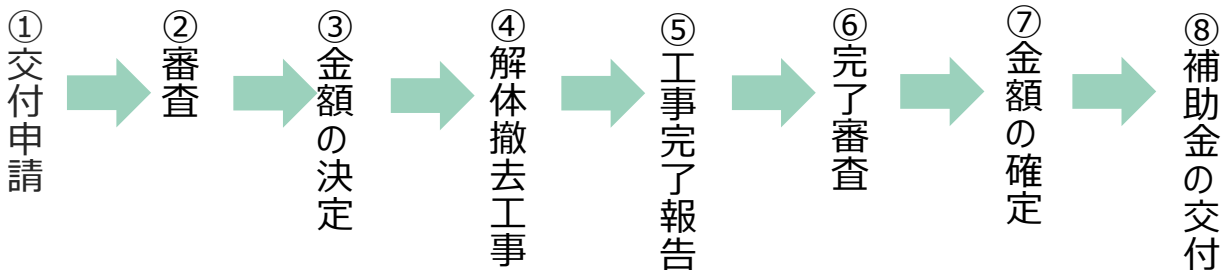 ①交付申請
②審査
③金額の決定
④解体撤去工事
⑤工事完了報告
⑥完了審査
⑦金額の確定
⑧補助金の交付